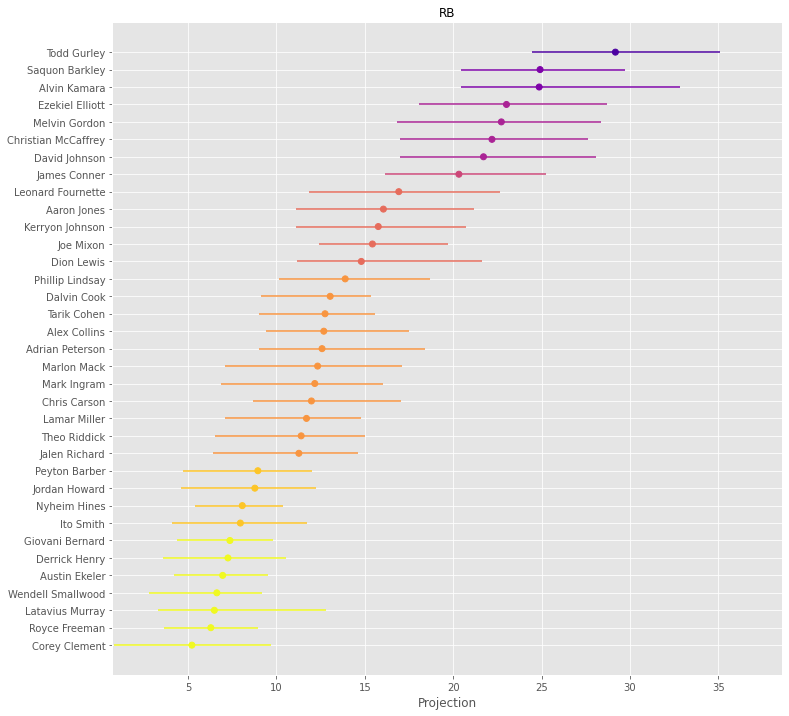 RB
Todd Gurley
Saquon Barkley
Alvin Kamara
Ezekiel Elliott
Melvin Gordon
Christian McCaffrey
David Johnson
James Conner
Leonard Fournette
Aaron Jones
Kerryon Johnson
Joe Mixon
Dion Lewis
Phillip Lindsay
Dalvin Cook
Tarik Cohen
Alex Collins
Adrian Peterson
Marlon Mack
Mark Ingram
Chris Carson
Lamar Miller
Theo Riddick
Jalen Richard
Peyton Barber
Jordan Howard
Nyheim Hines
Ito Smith
Giovani Bernard
Derrick Henry
Austin Ekeler
Wendell Smallwood
Latavius Murray
Royce Freeman
Corey Clement
5 10 15 20 25 30 35
Projection